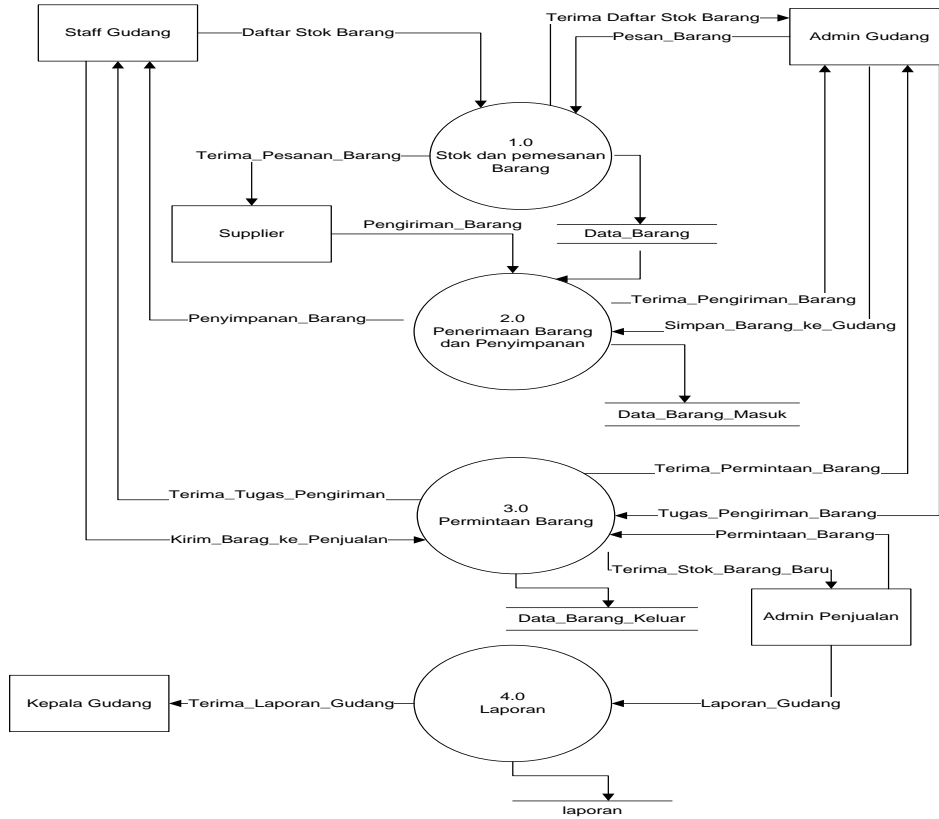 Terima Daftar Stok Barang
Staff Gudang
Daftar Stok Barang
Pesan_Barang
Admin Gudang
1.0
Stok dan pemesanan
Barang
Terima_Pesanan_Barang
Supplier
Pengiriman_Barang
Data_Barang
Terima_Pengiriman_Barang
Penyimpanan_Barang
2.0
Penerimaan Barang
dan Penyimpanan
Simpan_Barang_ke_Gudang
Data_Barang_Masuk
Terima_Permintaan_Barang
Terima_Tugas_Pengiriman
3.0
Permintaan Barang
Tugas_Pengiriman_Barang
Kirim_Barag_ke_Penjualan
Permintaan_Barang
Terima_Stok_Barang_Baru
Data_Barang_Keluar
Admin Penjualan
Kepala Gudang
Terima_Laporan_Gudang
4.0
Laporan
Laporan_Gudang
laporan